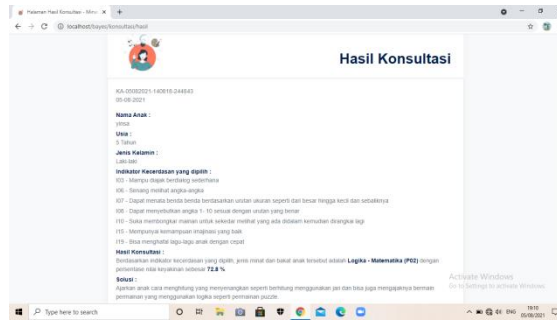 Halaman Hasil Konsultasi - Mina
localhost/bayes/konsultasi/hasil
Hasil Konsultasi
KA-05082021-140818-244943
05-08-2021
Nama Anak :
Usia :
5 Tahun
Jenis Kelamin :
Laki-laki
Indikator Kecerdasan yang dipilih :
I03 - Mampu diajak berdialog sederhana
I06 - Senang melihat angka-angka
I07 - Dapat menata benda benda berdasarkan urutan ukuran seperti dari besar hingga kecil dan sebaliknya
I08 - Dapat menyebutkan angka 1- 10 sesuai dengan urutan yang benar
I10 - Suka membongkar mainan untuk sekedar melihat yang ada didalam kemudian dirangkai lagi
I15 - Mempunyai kemampuan imajinasi yang baik
I19 - Bisa menghafal lagu-lagu anak dengan cepat
Hasil Konsultasi :
Berdasarkan indikator kecerdasan yang dipilih, jenis minat dan bakat anak tersebut adalah Logika - Matematika (P02) dengan
persentase nilai keyakinan sebesar 72.8 %
Solusi :
Ajarkan anak cara menghitung yang menyenangkan seperti berhitung menggunakan jari dan bisa juga mengajaknya bermain
permainan yang menggunakan logika seperti permainan puzzle.
Activate Windows
Go to Settings to activate Windows.
Type here to search
ENG
19:10
05/08/2021